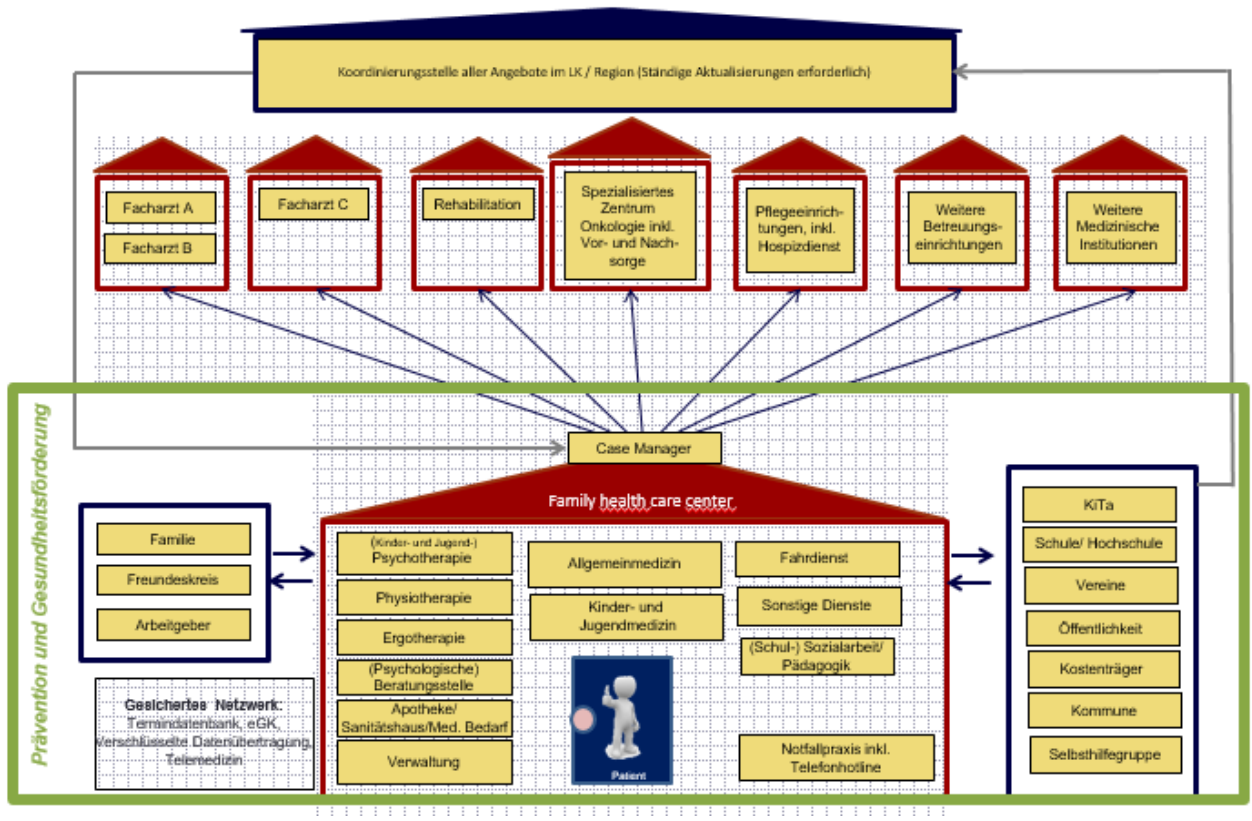 Koordinierungsstelle aller Angebote im LK / Region (Ständige Aktualisierungen erforderlich)
Facharzt A
Facharzt B
Facharzt C
Rehabilitation
Spezialisiertes
Zentrum
Onkologie inkl.
Vor- und Nach-
sorge
Pflegeeinrich-
tungen, inkl.
Hospizdienst
Weitere
Betreuungs-
einrichtungen
Weitere
Medizinische
Institutionen
Prävention und Gesundheitsförderung
Case Manager
Family health care center
Familie
Freundeskreis
Arbeitgeber
Gesichertes Netzwerk:
Termindatenbank, eGK,
Verschlüsselte Datenübertragung,
Telemedizin
(Kinder- und Jugend-)
Psychotherapie
Physiotherapie
Ergotherapie
(Psychologische)
Beratungsstelle
Apotheke/
Sanitätshaus/Med. Bedarf
Verwaltung
Allgemeinmedizin
Kinder- und
Jugendmedizin
Patient
Fahrdienst
Sonstige Dienste
(Schul-) Sozialarbeit/
Pädagogik
Notfallpraxis inkl.
Telefonhotline
KiTa
Schule/ Hochschule
Vereine
Öffentlichkeit
Kostenträger
Kommune
Selbsthilfegruppe